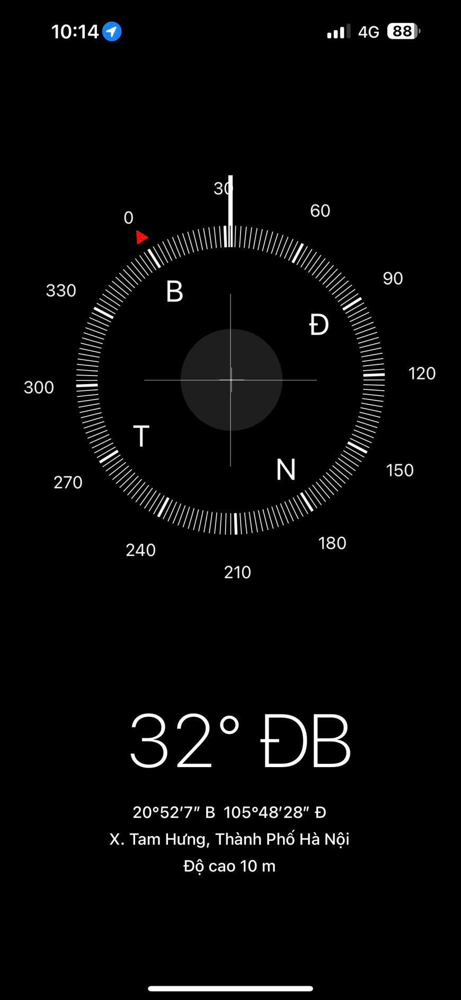 10:14 4G 88
30
0 60
330 90
B
Đ
300 120
T
N
270 150
240 180
210
32° ĐB
20°52’7” B 105°48’28” Đ
X. Tam Hưng, Thành Phố Hà Nội
Độ cao 10 m